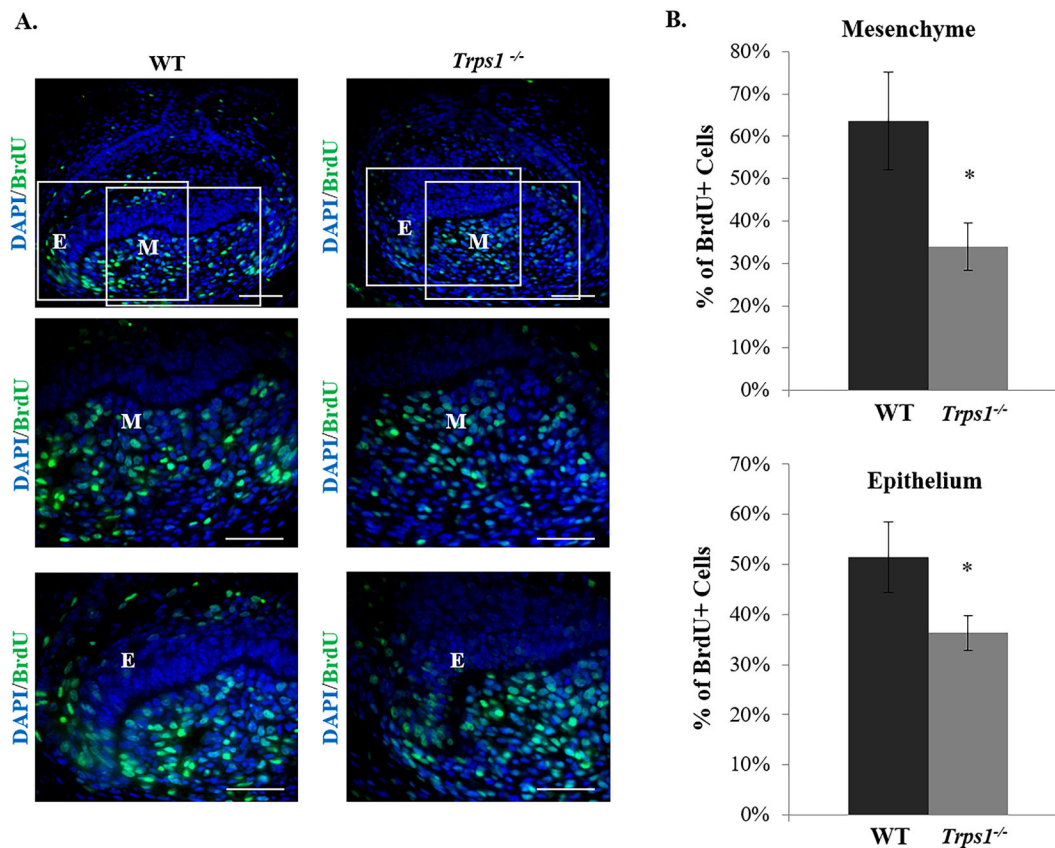 A.
WT
Trps1 -/-
DAPI/BrdU
E
M
E
M
DAPI/BrdU
M
DAPI/BrdU
M
DAPI/BrdU
E
DAPI/BrdU
E
DAPI/BrdU
B.
Mesenchyme
% of BrdU+ Cells
80%
70%
60%
50%
40%
30%
20%
10%
0%
*
WT
Trps1-/-
Epithelium
% of BrdU+ Cells
70%
60%
50%
40%
30%
20%
10%
0%
*
WT
Trps1-/-